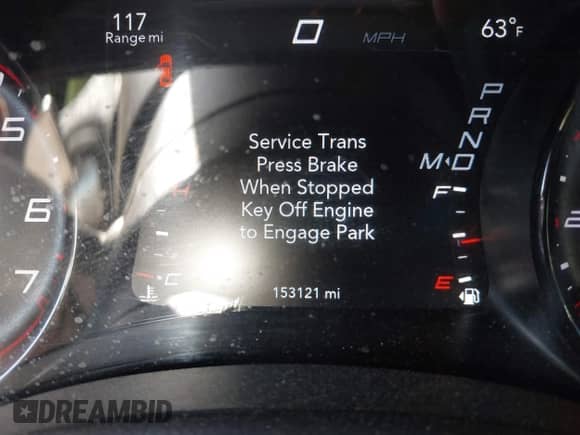 117
Range mi
0 MPH
63°F
P
R
N
M◂D
Service Trans
Press Brake
When Stopped
Key Off Engine
to Engage Park
H
C
F
E
153121 mi
5
6
7
2
DREAMBID